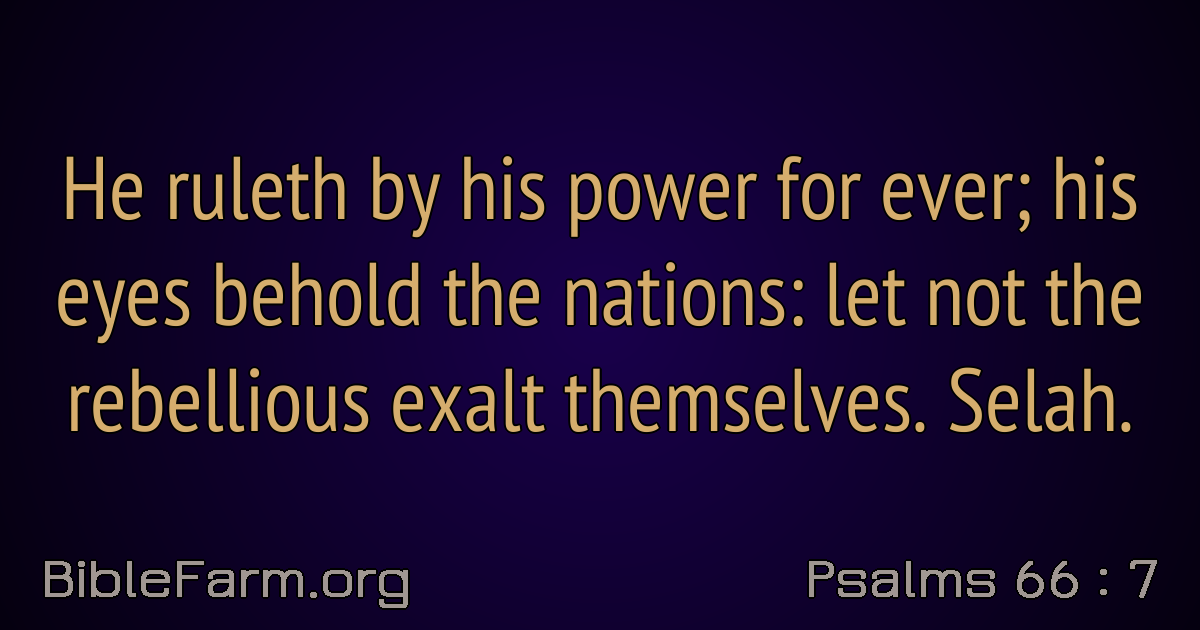 He ruleth by his power for ever; his
eyes behold the nations: let not the
rebellious exalt themselves. Selah.
BibleFarm.org
Psalms 66 : 7